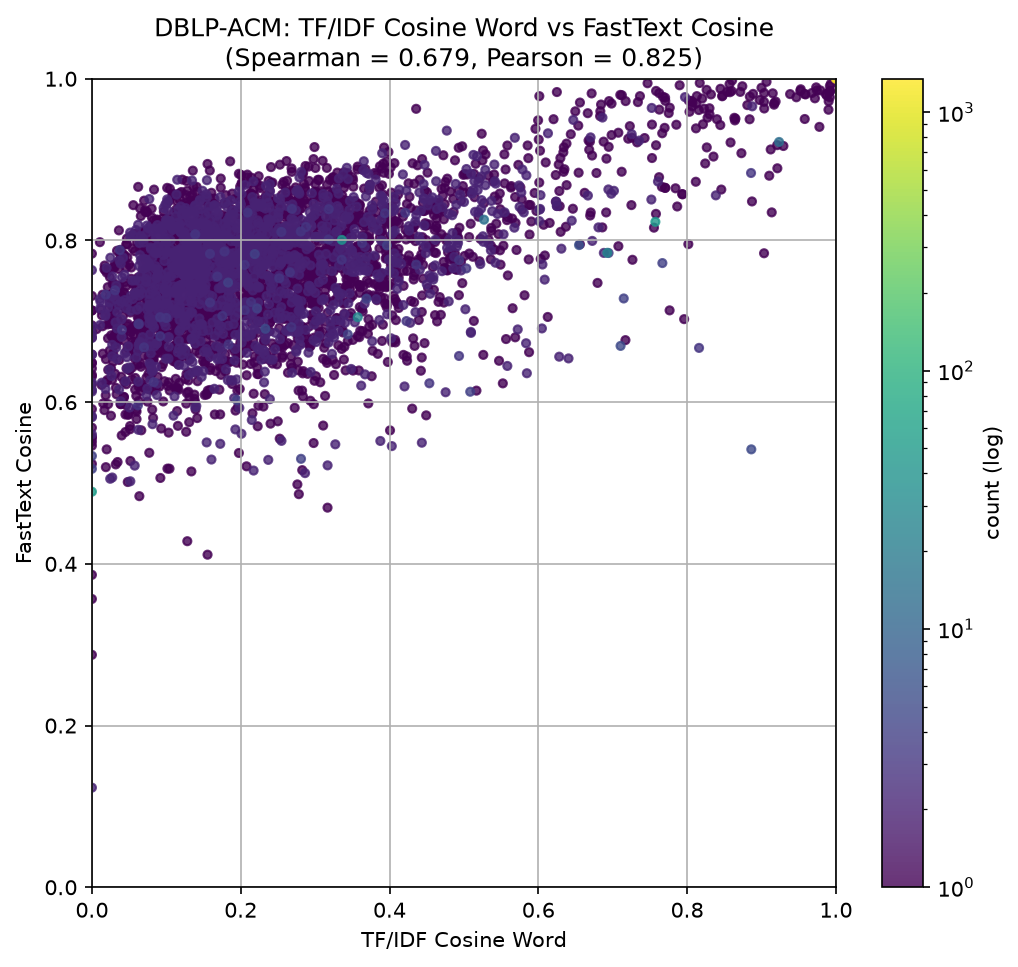 DBLP-ACM: TF/IDF Cosine Word vs FastText Cosine
(Spearman = 0.679, Pearson = 0.825)
1.0
0.8
0.6
0.4
0.2
0.0
FastText Cosine
0.0 0.2 0.4 0.6 0.8 1.0
TF/IDF Cosine Word
10³
10²
10¹
10⁰
count (log)